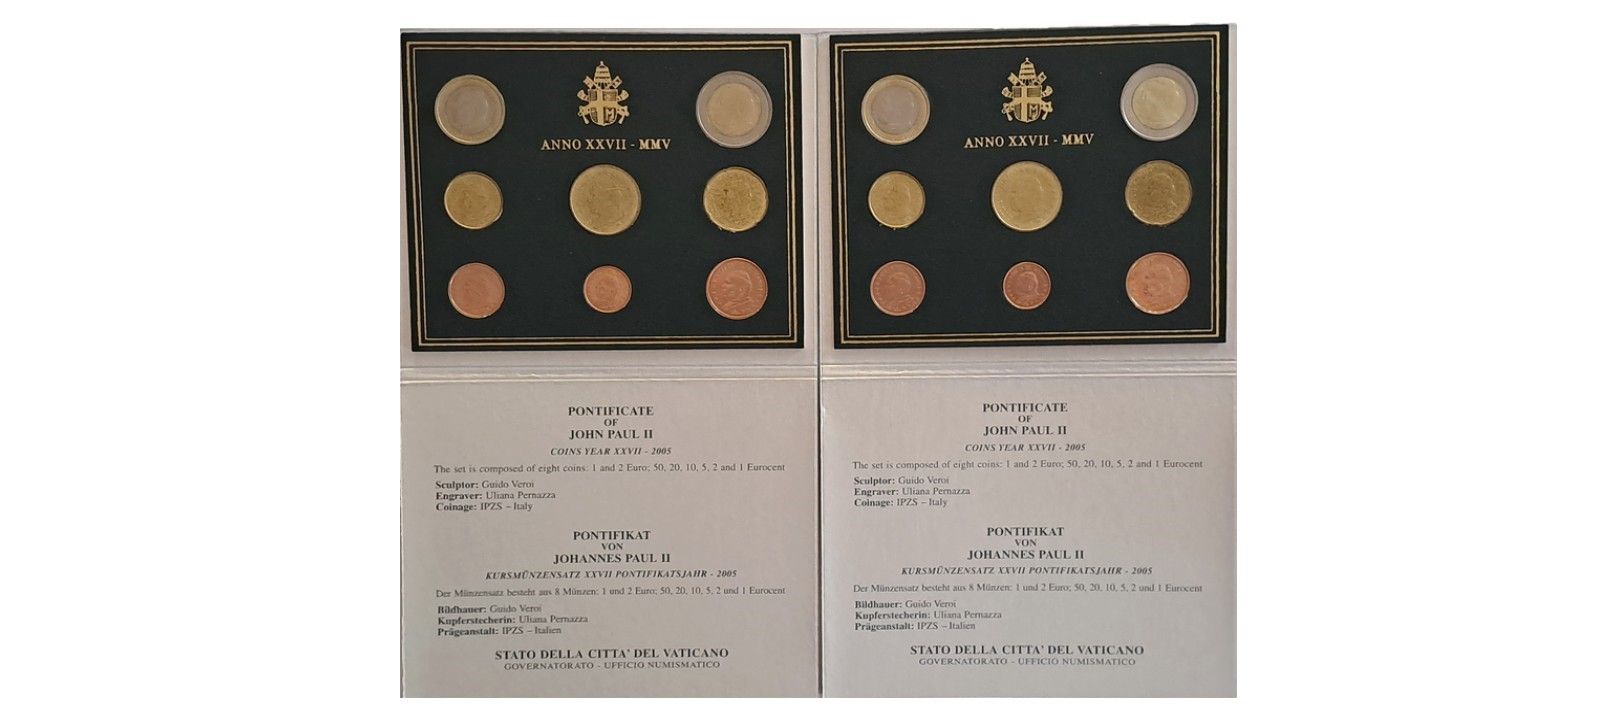 ANNO XXVII - MMV
PONTIFICATE
OF
JOHN PAUL II
COINS YEAR XXVII - 2005
The set is composed of eight coins: 1 and 2 Euro; 50, 20, 10, 5, 2 and 1 Eurocent
Sculptor: Guido Veroi
Engraver: Uliana Pernazza
Coinage: IPZS – Italy
PONTIFIKAT
VON
JOHANNES PAUL II
KURSMÜNZENSATZ XXVII PONTIFIKATSJAHR - 2005
Der Münzensatz besteht aus 8 Münzen: 1 und 2 Euro; 50, 20, 10, 5, 2 und 1 Eurocent
Bildhauer: Guido Veroi
Kupferstecherin: Uliana Pernazza
Prägeanstalt: IPZS – Italien
STATO DELLA CITTA' DEL VATICANO
GOVERNATORATO - UFFICIO NUMISMATICO
ANNO XXVII - MMV
PONTIFICATE
OF
JOHN PAUL II
COINS YEAR XXVII - 2005
The set is composed of eight coins: 1 and 2 Euro; 50, 20, 10, 5, 2 and 1 Eurocent
Sculptor: Guido Veroi
Engraver: Uliana Pernazza
Coinage: IPZS – Italy
PONTIFIKAT
VON
JOHANNES PAUL II
KURSMÜNZENSATZ XXVII PONTIFIKATSJAHR - 2005
Der Münzensatz besteht aus 8 Münzen: 1 und 2 Euro; 50, 20, 10, 5, 2 und 1 Eurocent
Bildhauer: Guido Veroi
Kupferstecherin: Uliana Pernazza
Prägeanstalt: IPZS – Italien
STATO DELLA CITTA' DEL VATICANO
GOVERNATORATO - UFFICIO NUMISMATICO